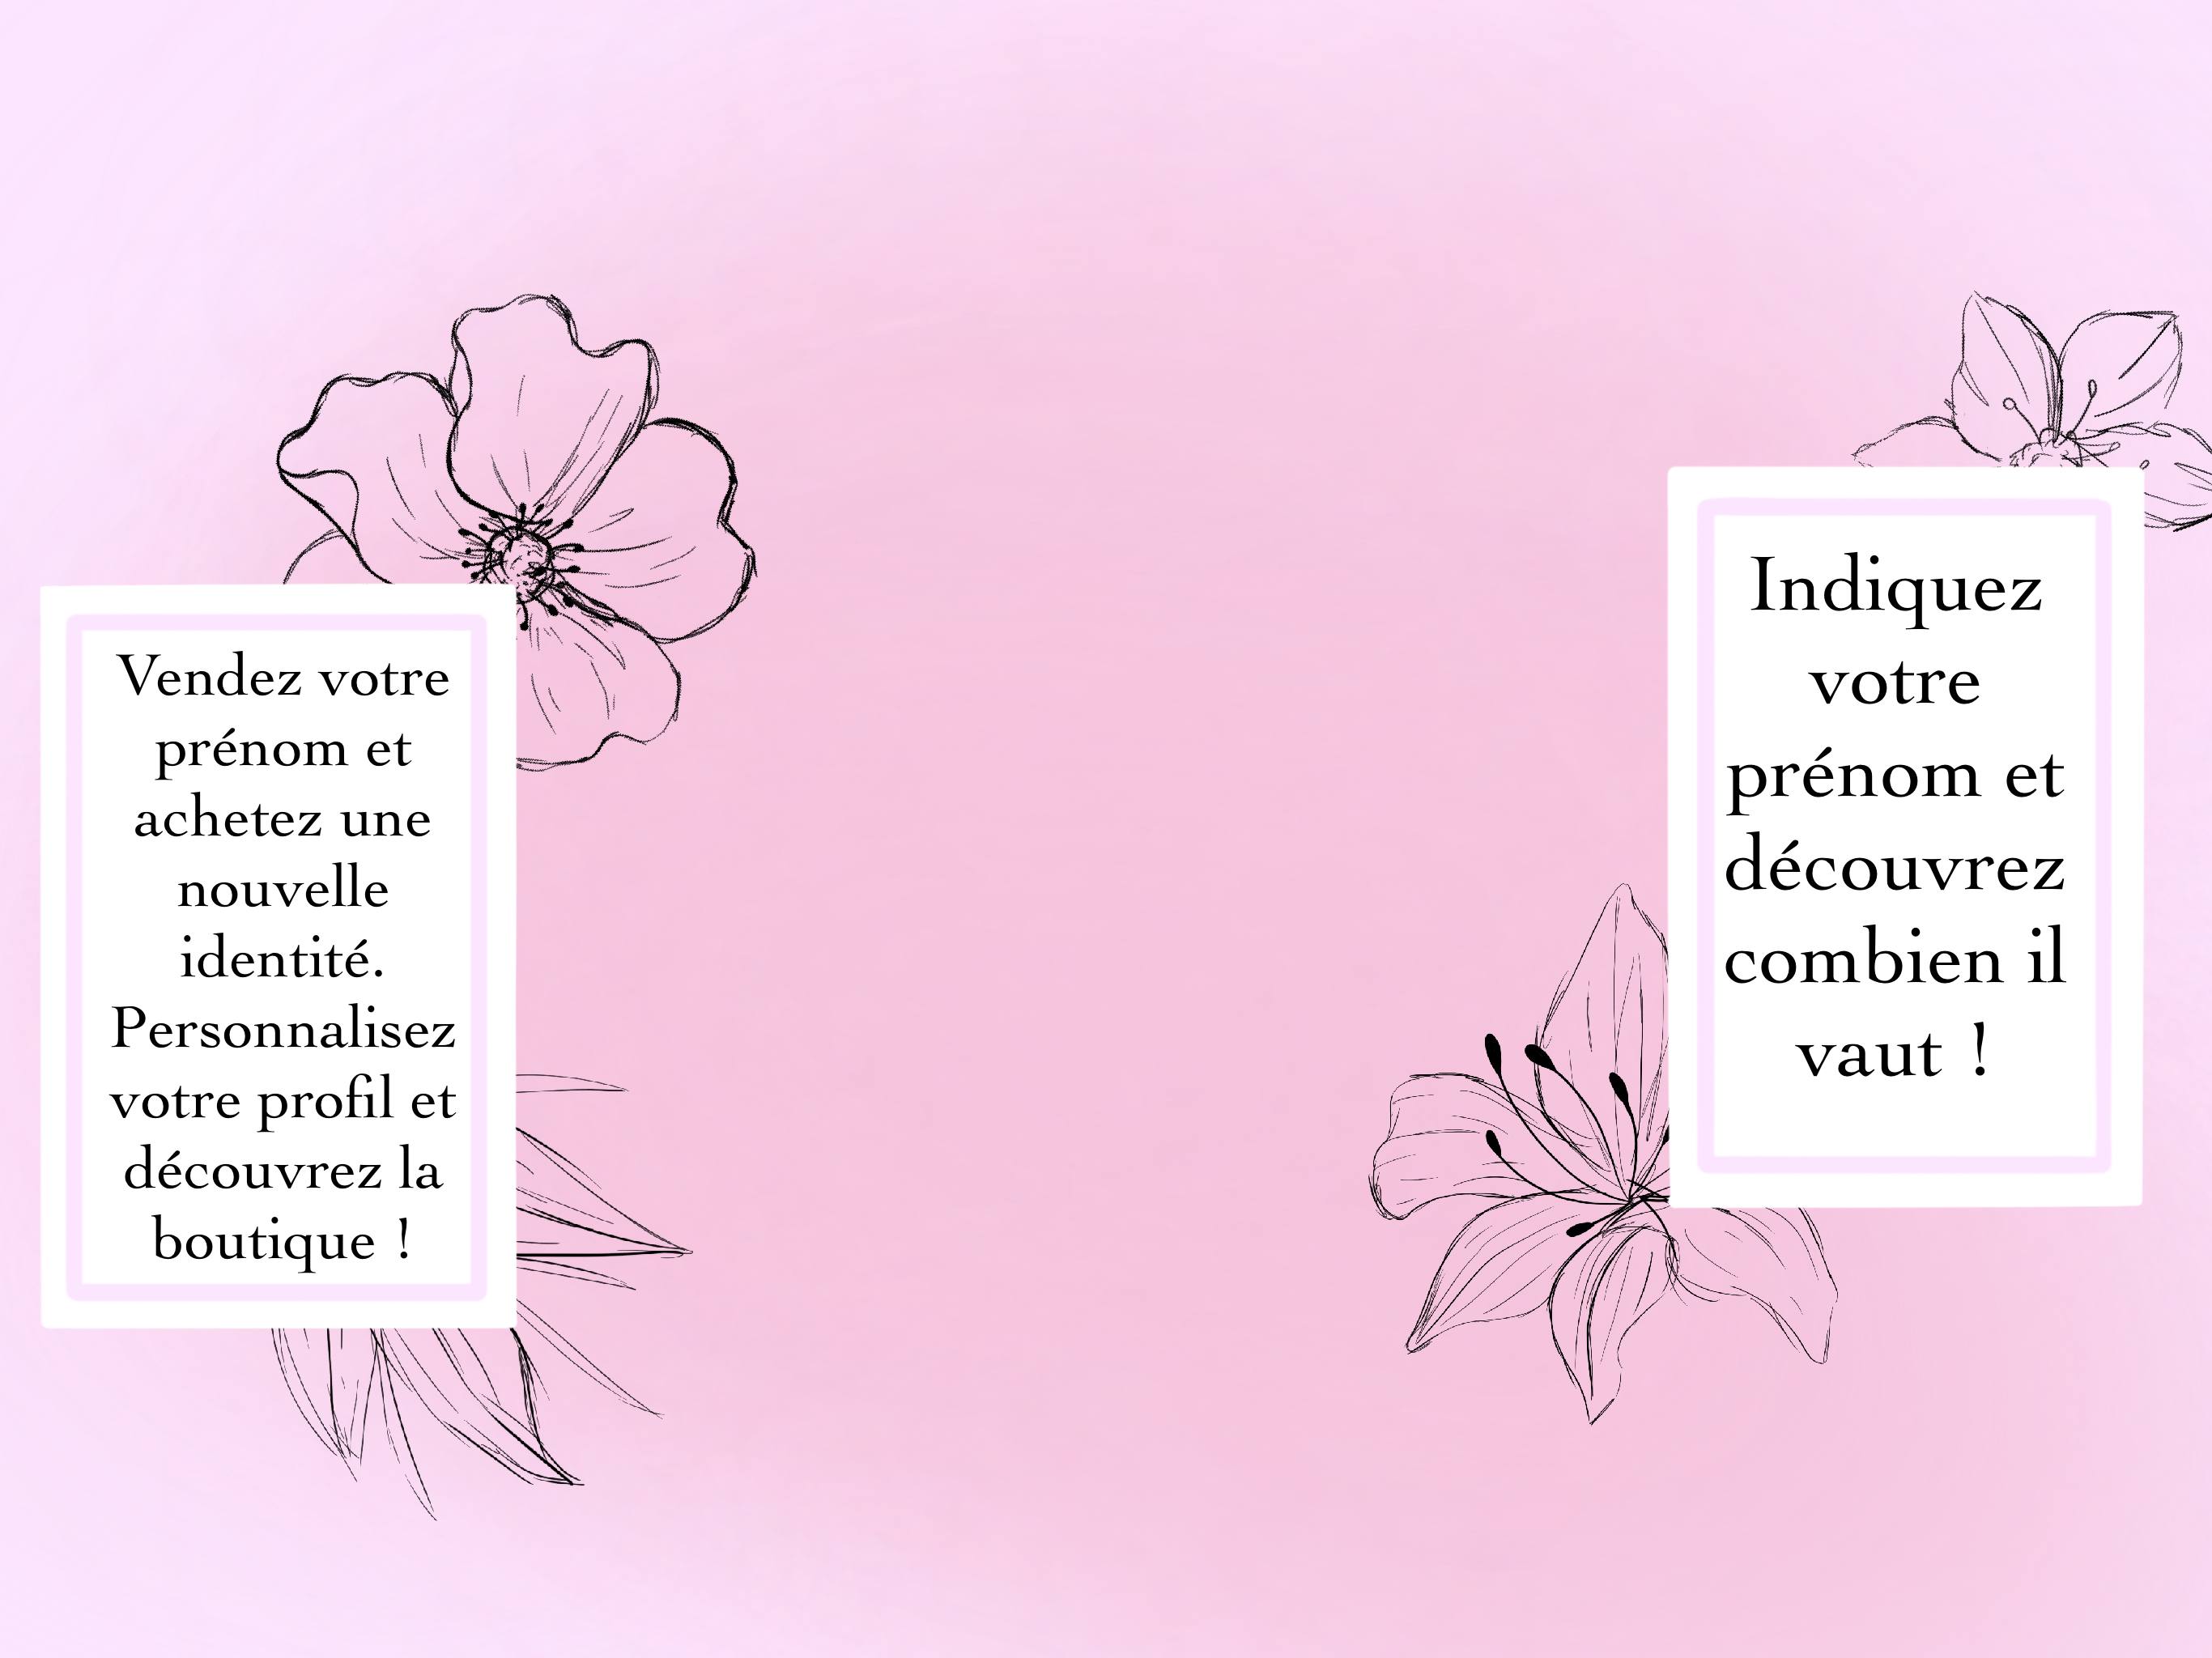 Vendez votre
prénom et
achetez une
nouvelle
identité.
Personnalisez
votre profil et
découvrez la
boutique !
Indiquez
votre
prénom et
découvrez
combien il
vaut !